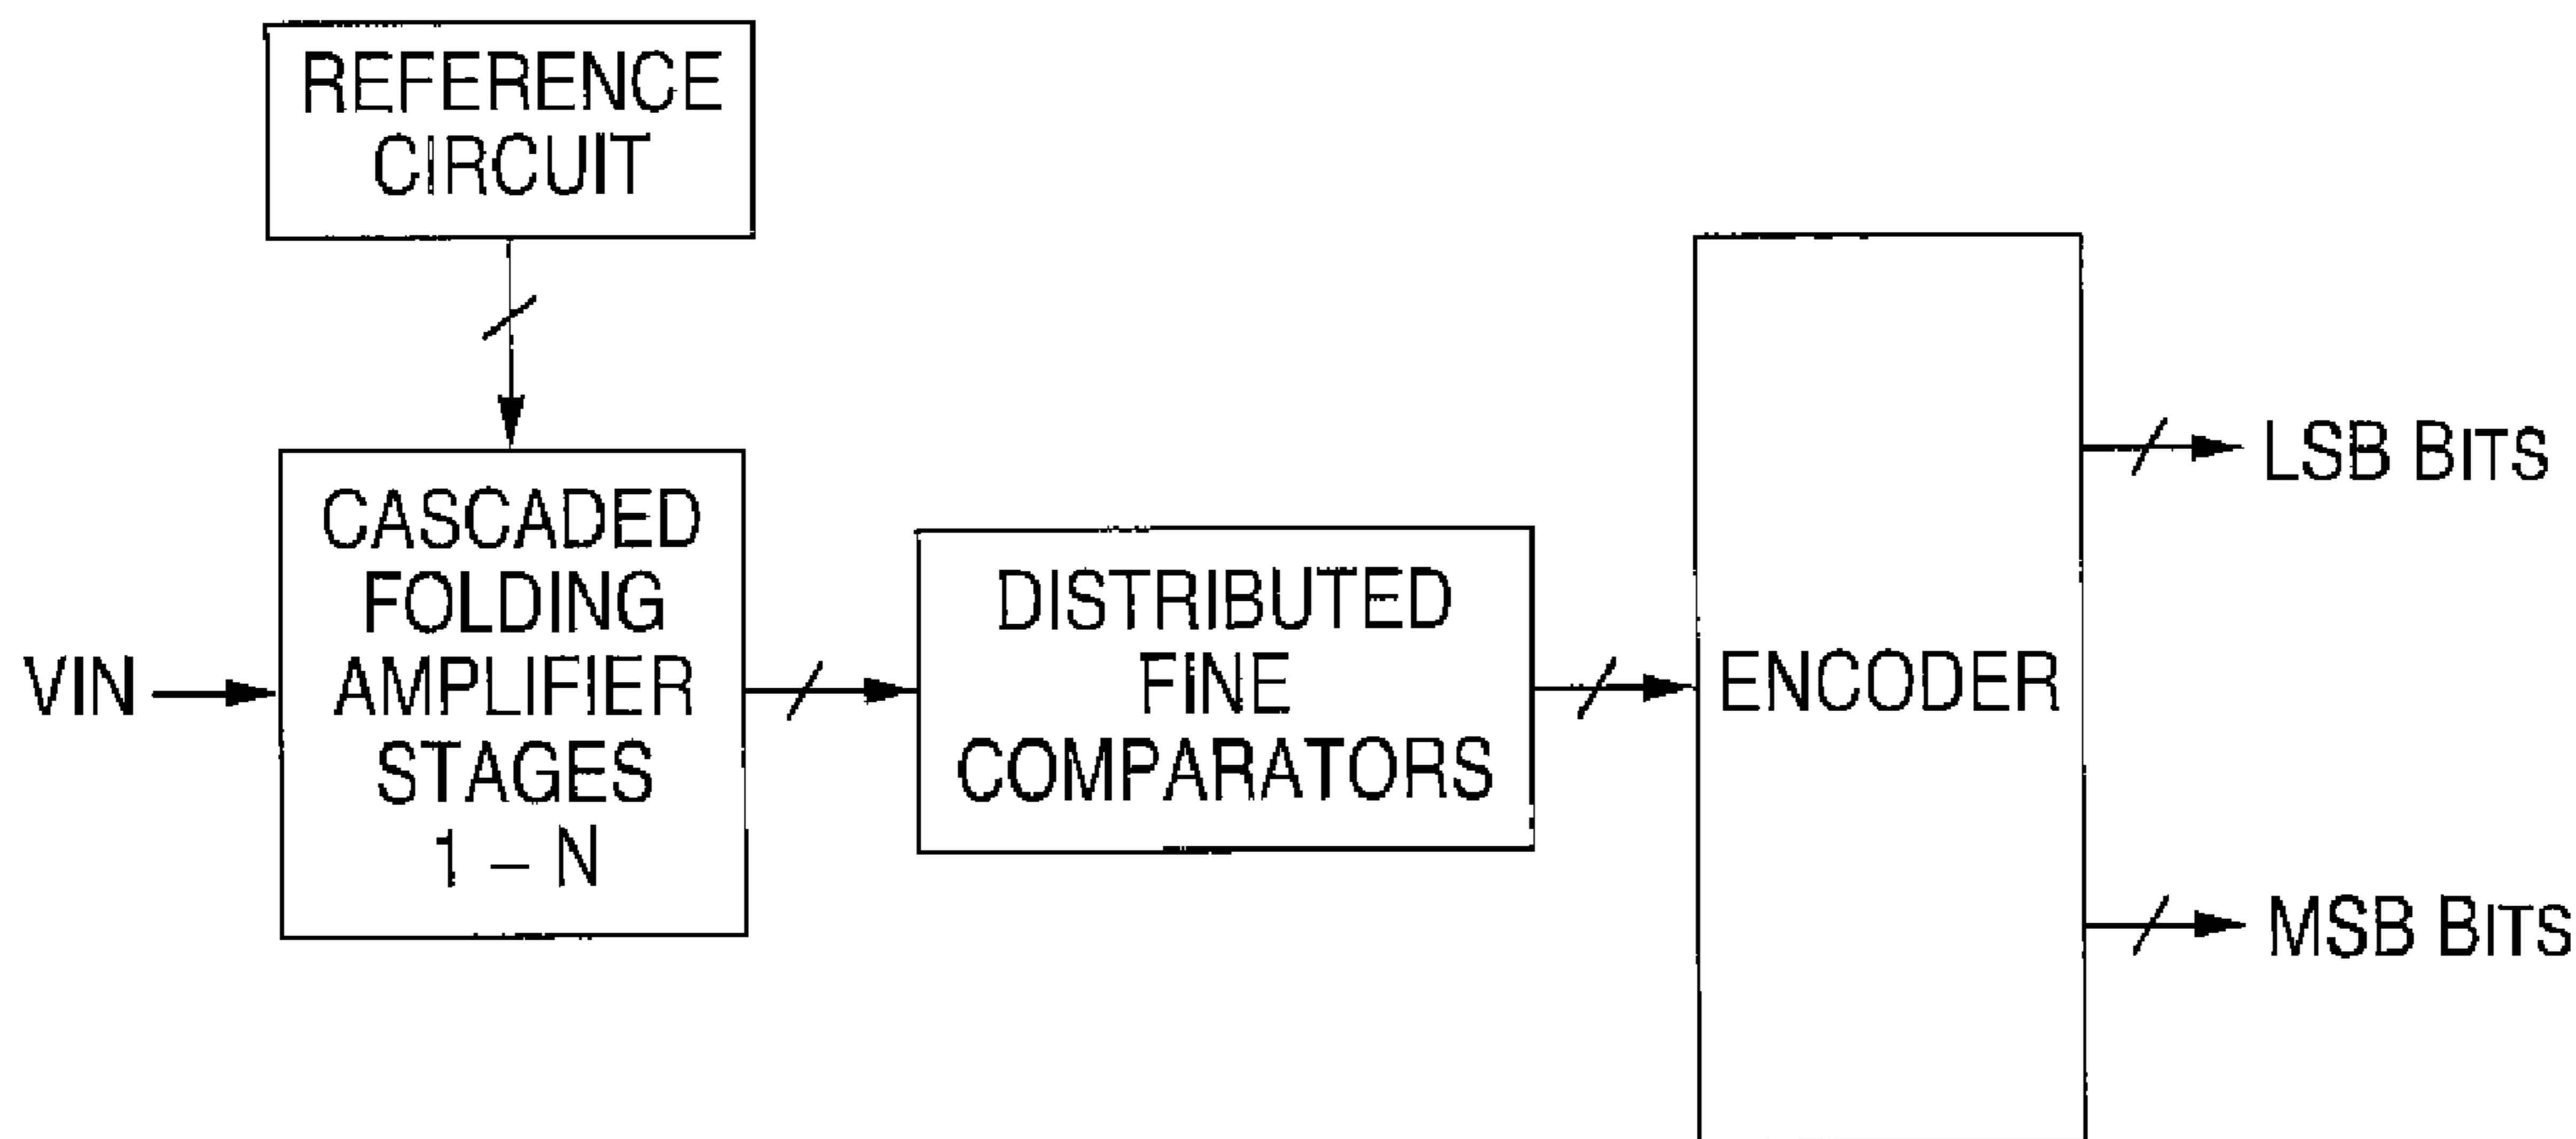 REFERENCE
CIRCUIT
CASCADED
FOLDING
AMPLIFIER
STAGES
1 – N
VIN
DISTRIBUTED
FINE
COMPARATORS
ENCODER
LSB BITS
MSB BITS